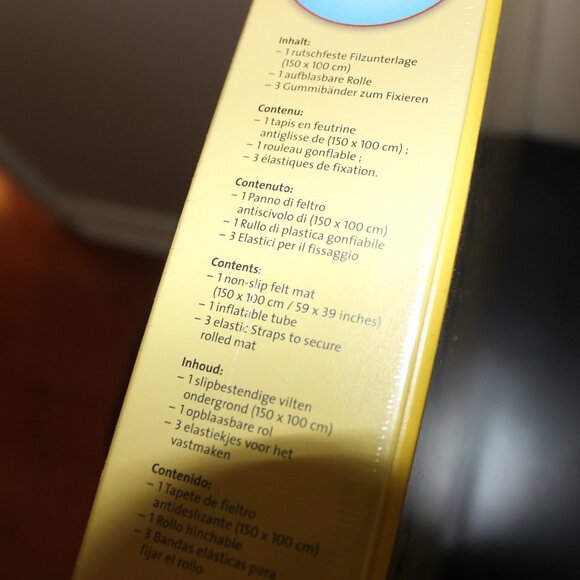 Inhalt:
– 1 rutschfeste Filzunterlage
(150 x 100 cm)
– 1 aufblasbare Rolle
– 3 Gummibänder zum Fixieren
Contenu:
– 1 tapis en feutrine
antiglisse de (150 x 100 cm) ;
– 1 rouleau gonflable ;
– 3 élastiques de fixation.
Contenuto:
– 1 Panno di feltro
antiscivolo di (150 x 100 cm)
– 1 Rullo di plastica gonfiabile
– 3 Elastici per il fissaggio
Contents:
– 1 non-slip felt mat
(150 x 100 cm / 59 x 39 inches)
– 1 inflatable tube
– 3 elastic Straps to secure
rolled mat
Inhoud:
– 1 slipbestendige vilten
ondergrond (150 x 100 cm)
– 1 opblaasbare rol
– 3 elastiekjes voor het
vastmaken
Contenido:
– 1 Tapete de fieltro
antideslizante (150 x 100 cm)
– 1 Rollo hinchable
– 3 Bandas elásticas para
fijar el rollo